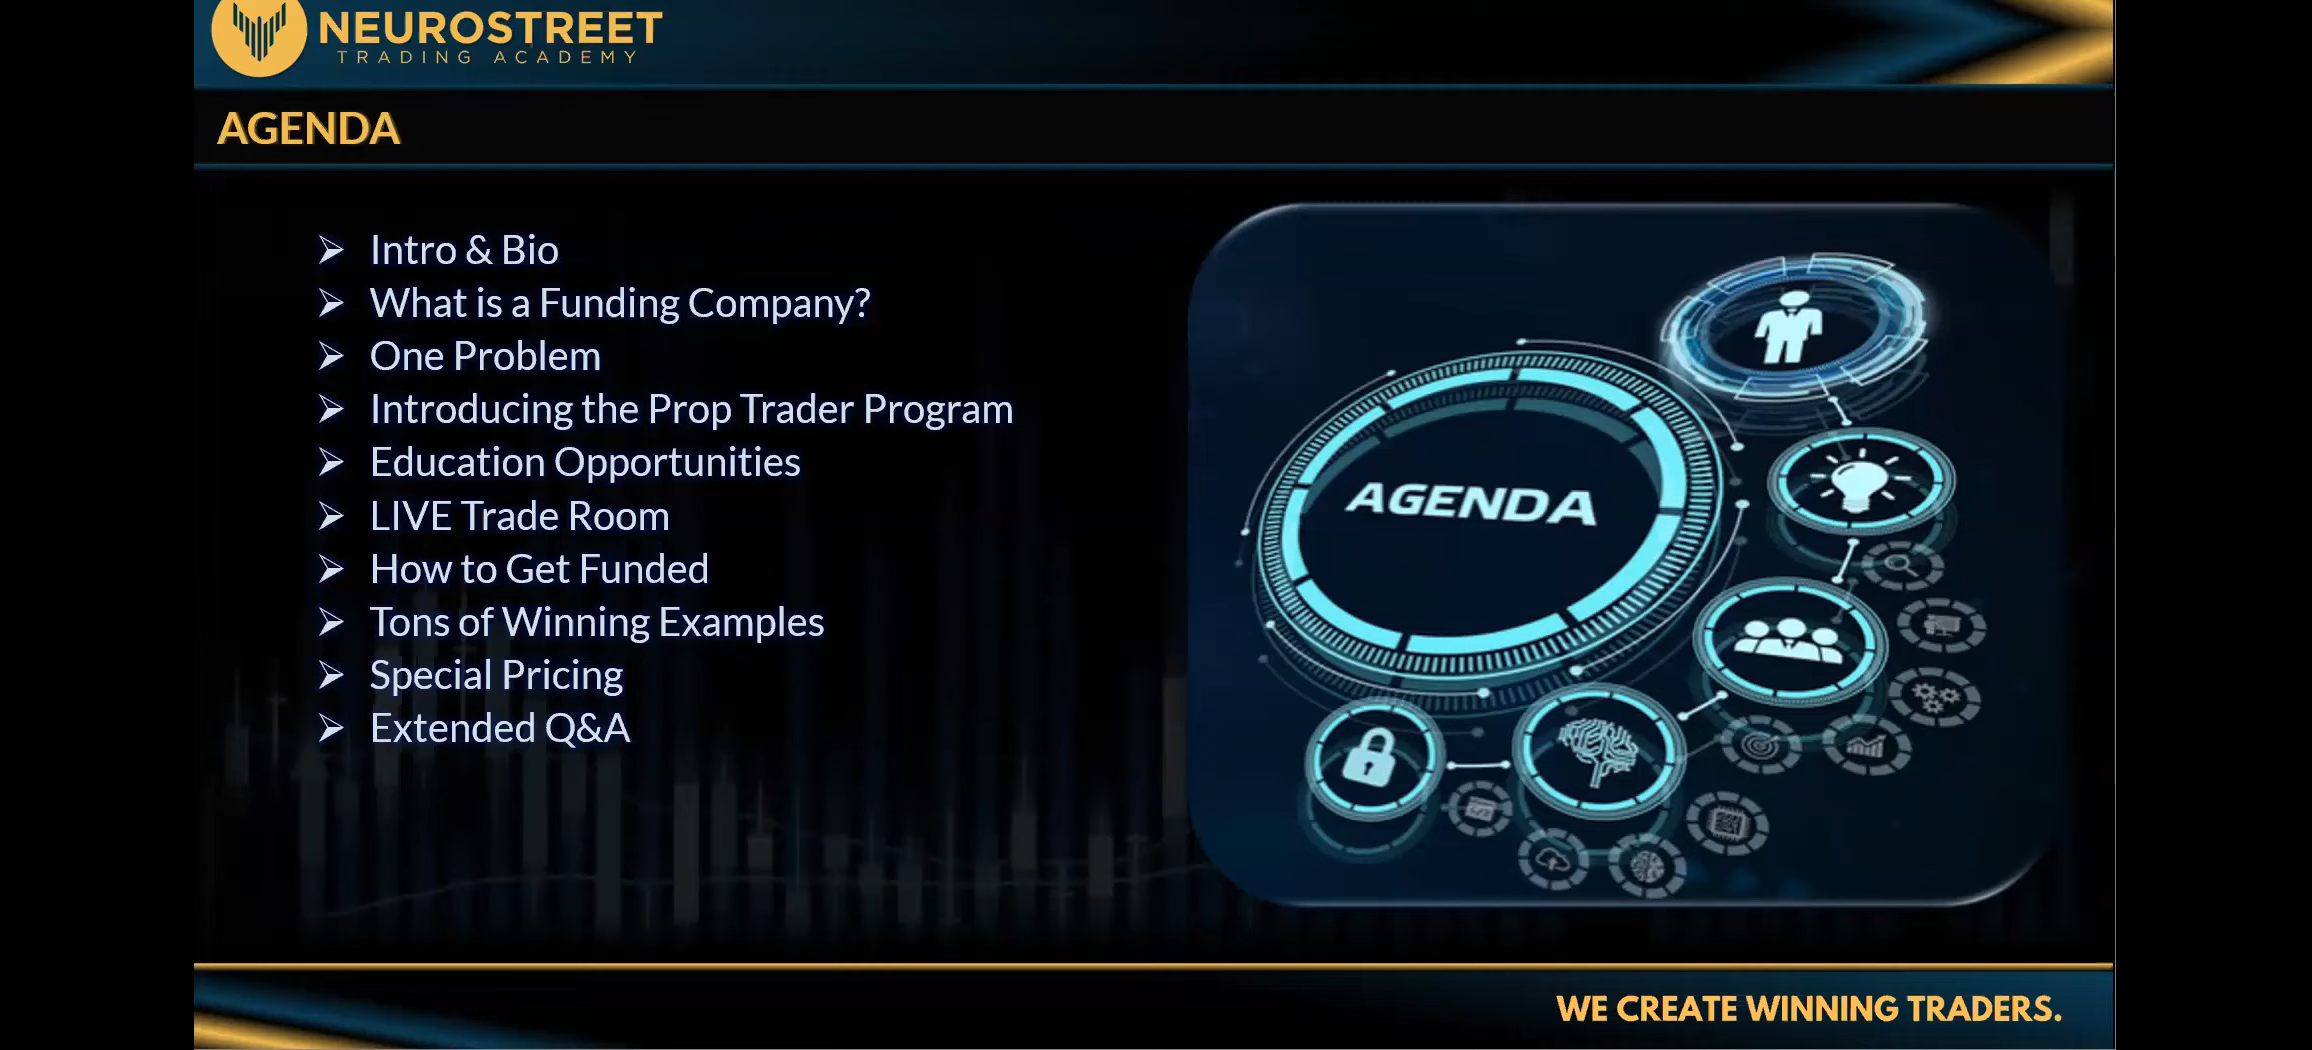 NEUROSTREET
TRADING ACADEMY
AGENDA
Intro & Bio
What is a Funding Company?
One Problem
Introducing the Prop Trader Program
Education Opportunities
LIVE Trade Room
How to Get Funded
Tons of Winning Examples
Special Pricing
Extended Q&A
AGENDA
WE CREATE WINNING TRADERS.